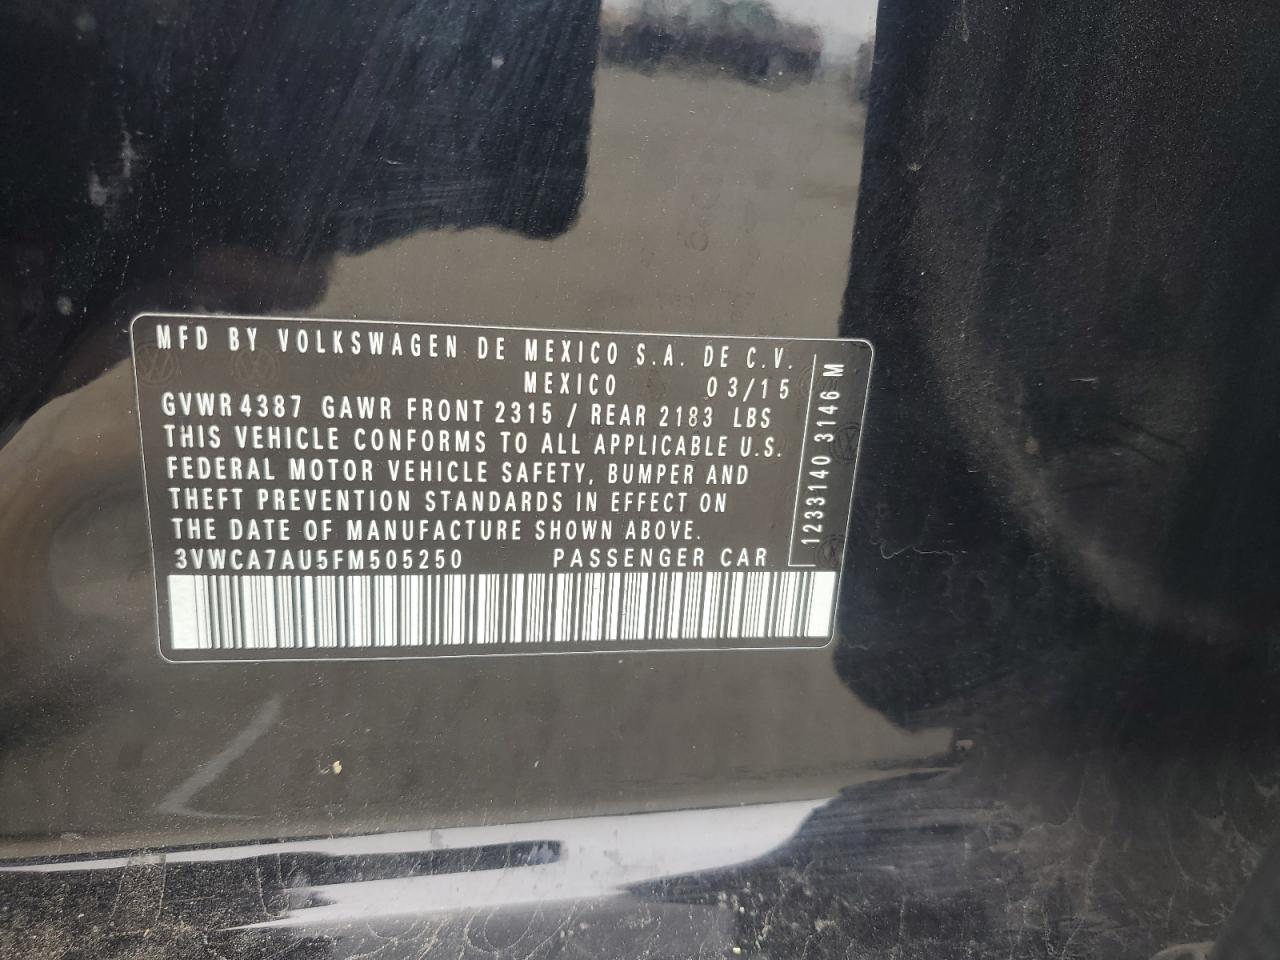 MFD BY VOLKSWAGEN DE MEXICO S.A. DE C.V.
MEXICO 03/15
GVWR 4387 GAWR FRONT 2315 / REAR 2183 LBS
THIS VEHICLE CONFORMS TO ALL APPLICABLE U.S.
FEDERAL MOTOR VEHICLE SAFETY, BUMPER AND
THEFT PREVENTION STANDARDS IN EFFECT ON
THE DATE OF MANUFACTURE SHOWN ABOVE.
3VWCA7AU5FM505250 PASSENGER CAR
1233140 3146 M